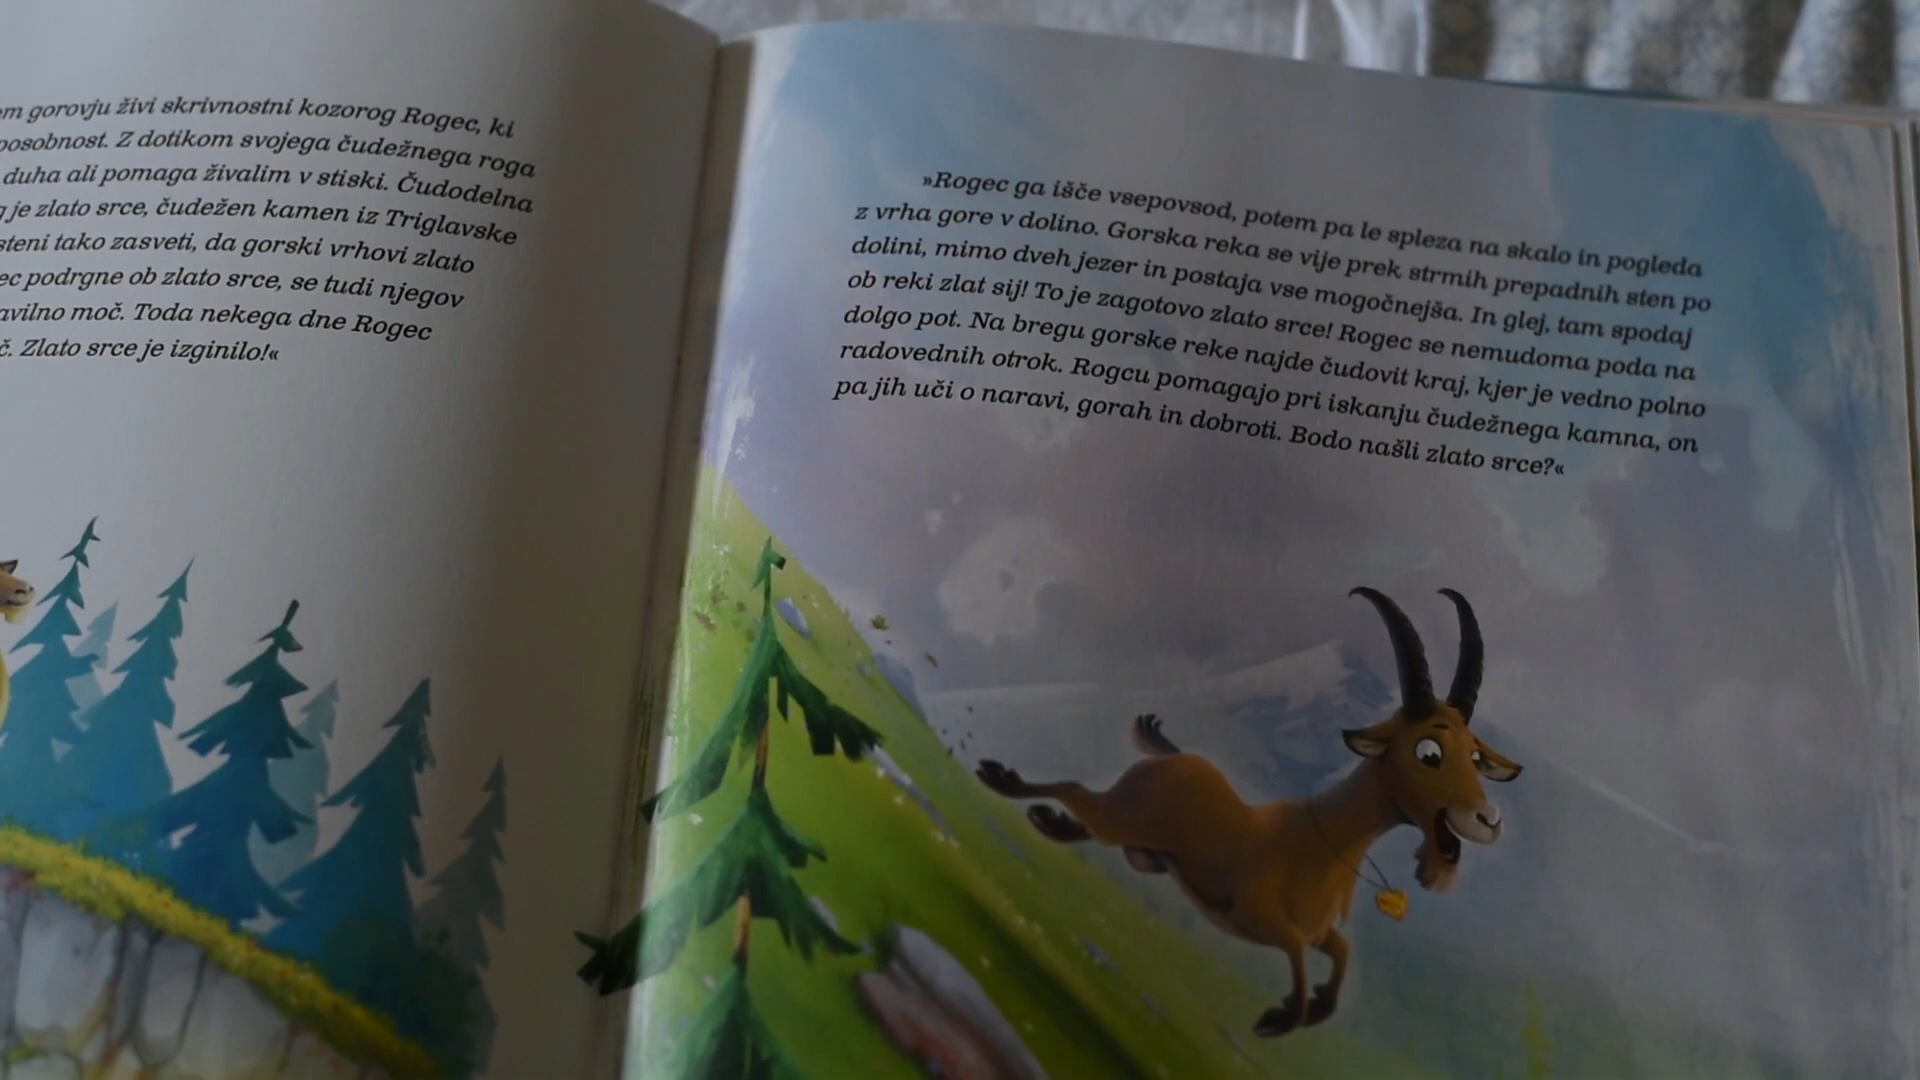 gorovju živi skrivnostni kozorog Rogec, ki
Z dotikom svojega čudežnega roga
duha ali pomaga živalim v stiski. Čudodelna
je zlato srce, čudežen kamen iz Triglavske
tako zasveti, da gorski vrhovi zlato
podrgne ob zlato srce, se tudi njegov
moč. Toda nekega dne Rogec
Zlato srce je izginilo!«
»Rogec ga išče vsepovsod, potem pa le spleza na skalo in pogleda
z vrha gore v dolino. Gorska reka se vije prek strmih prepadnih sten po
dolini, mimo dveh jezer in postaja vse mogočnejša. In glej, tam spodaj
ob reki zlat sij! To je zagotovo zlato srce! Rogec se nemudoma poda na
dolgo pot. Na bregu gorske reke najde čudovit kraj, kjer je vedno polno
radovednih otrok. Rogcu pomagajo pri iskanju čudežnega kamna, on
pa jih uči o naravi, gorah in dobroti. Bodo našli zlato srce?«